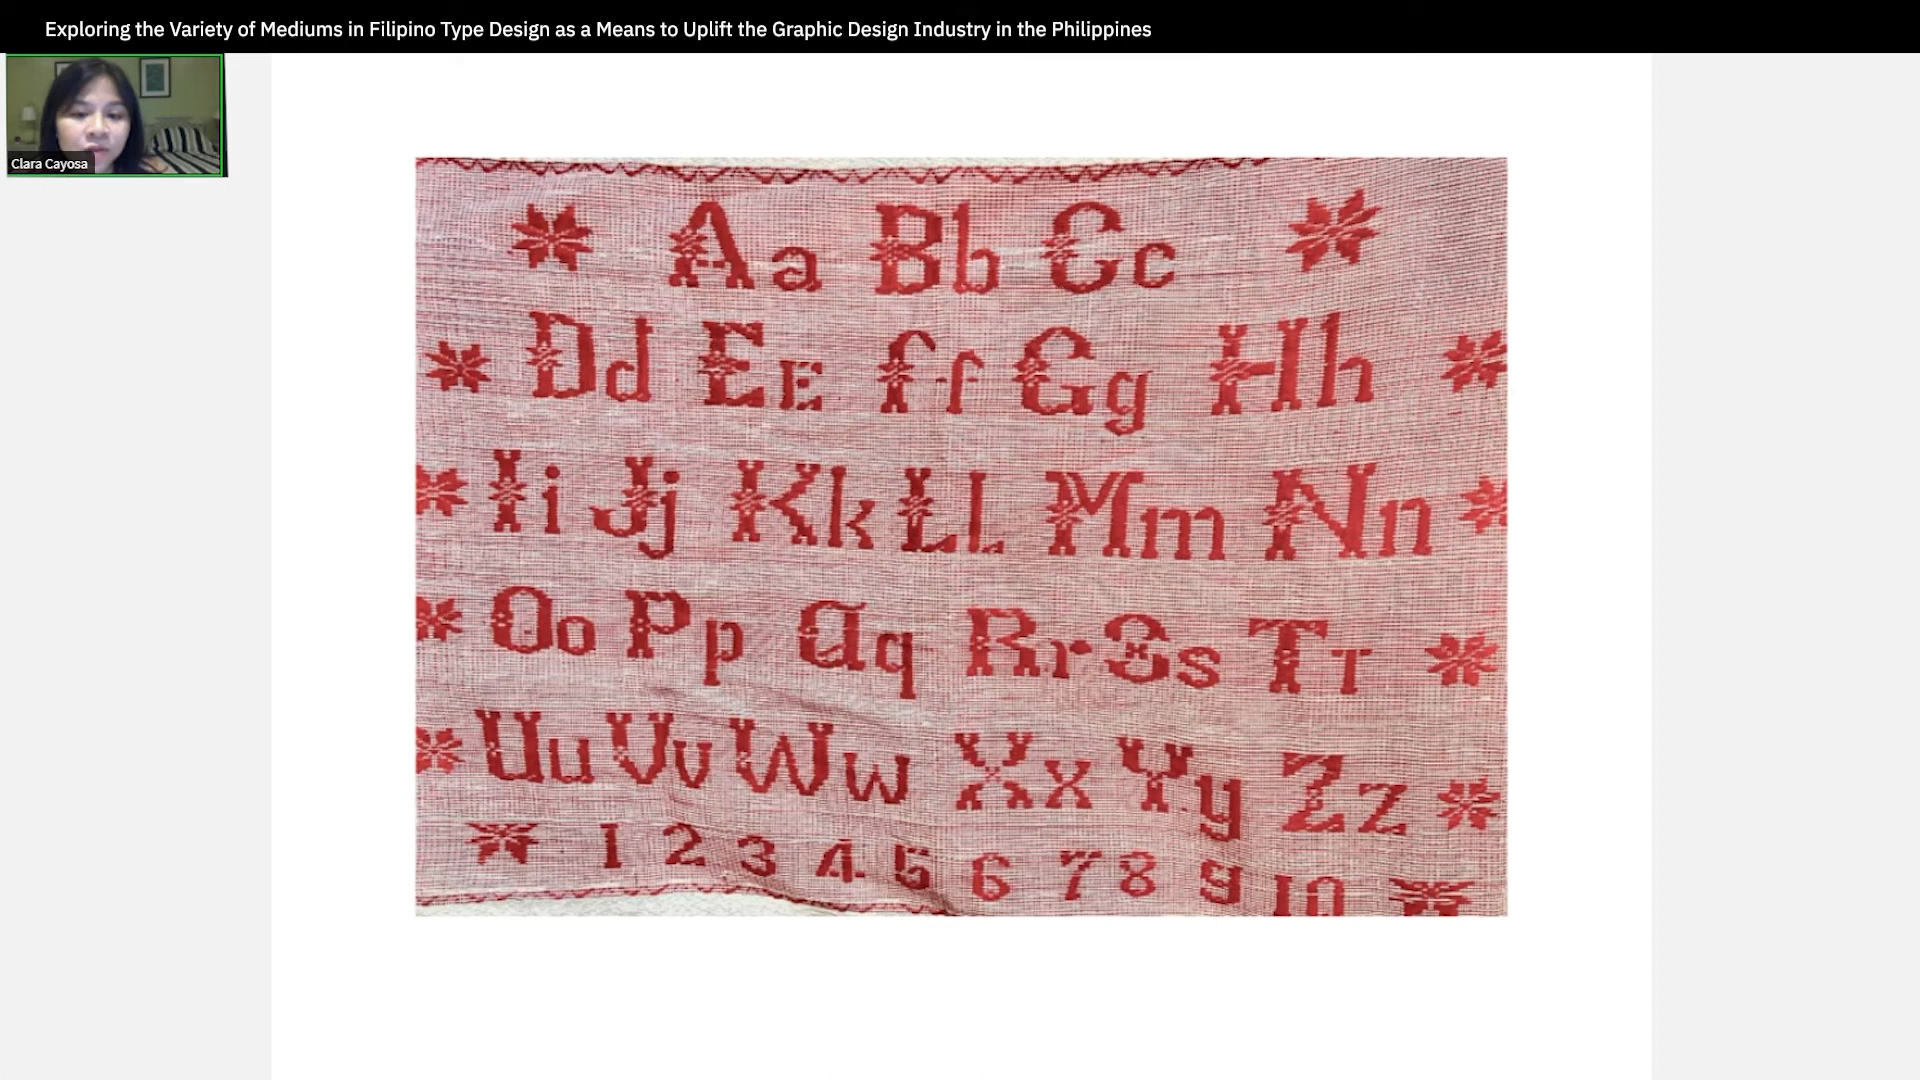 Exploring the Variety of Mediums in Filipino Type Design as a Means to Uplift the Graphic Design Industry in the Philippines
Clara Cayosa
Aa Bb Cc
Dd EE Ff Gg Hh
Ii Jj Kk Ll Mm Nn
Oo Pp Qq Rr Ss TT
Uu Vv Ww Xx Yy Zz
1 2 3 4 5 6 7 8 9 10